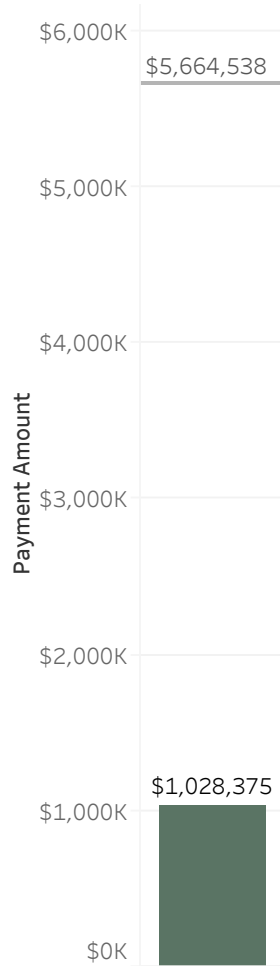 $6,000K
$5,664,538
$5,000K
$4,000K
Payment Amount
$3,000K
$2,000K
$1,028,375
$1,000K
$0K